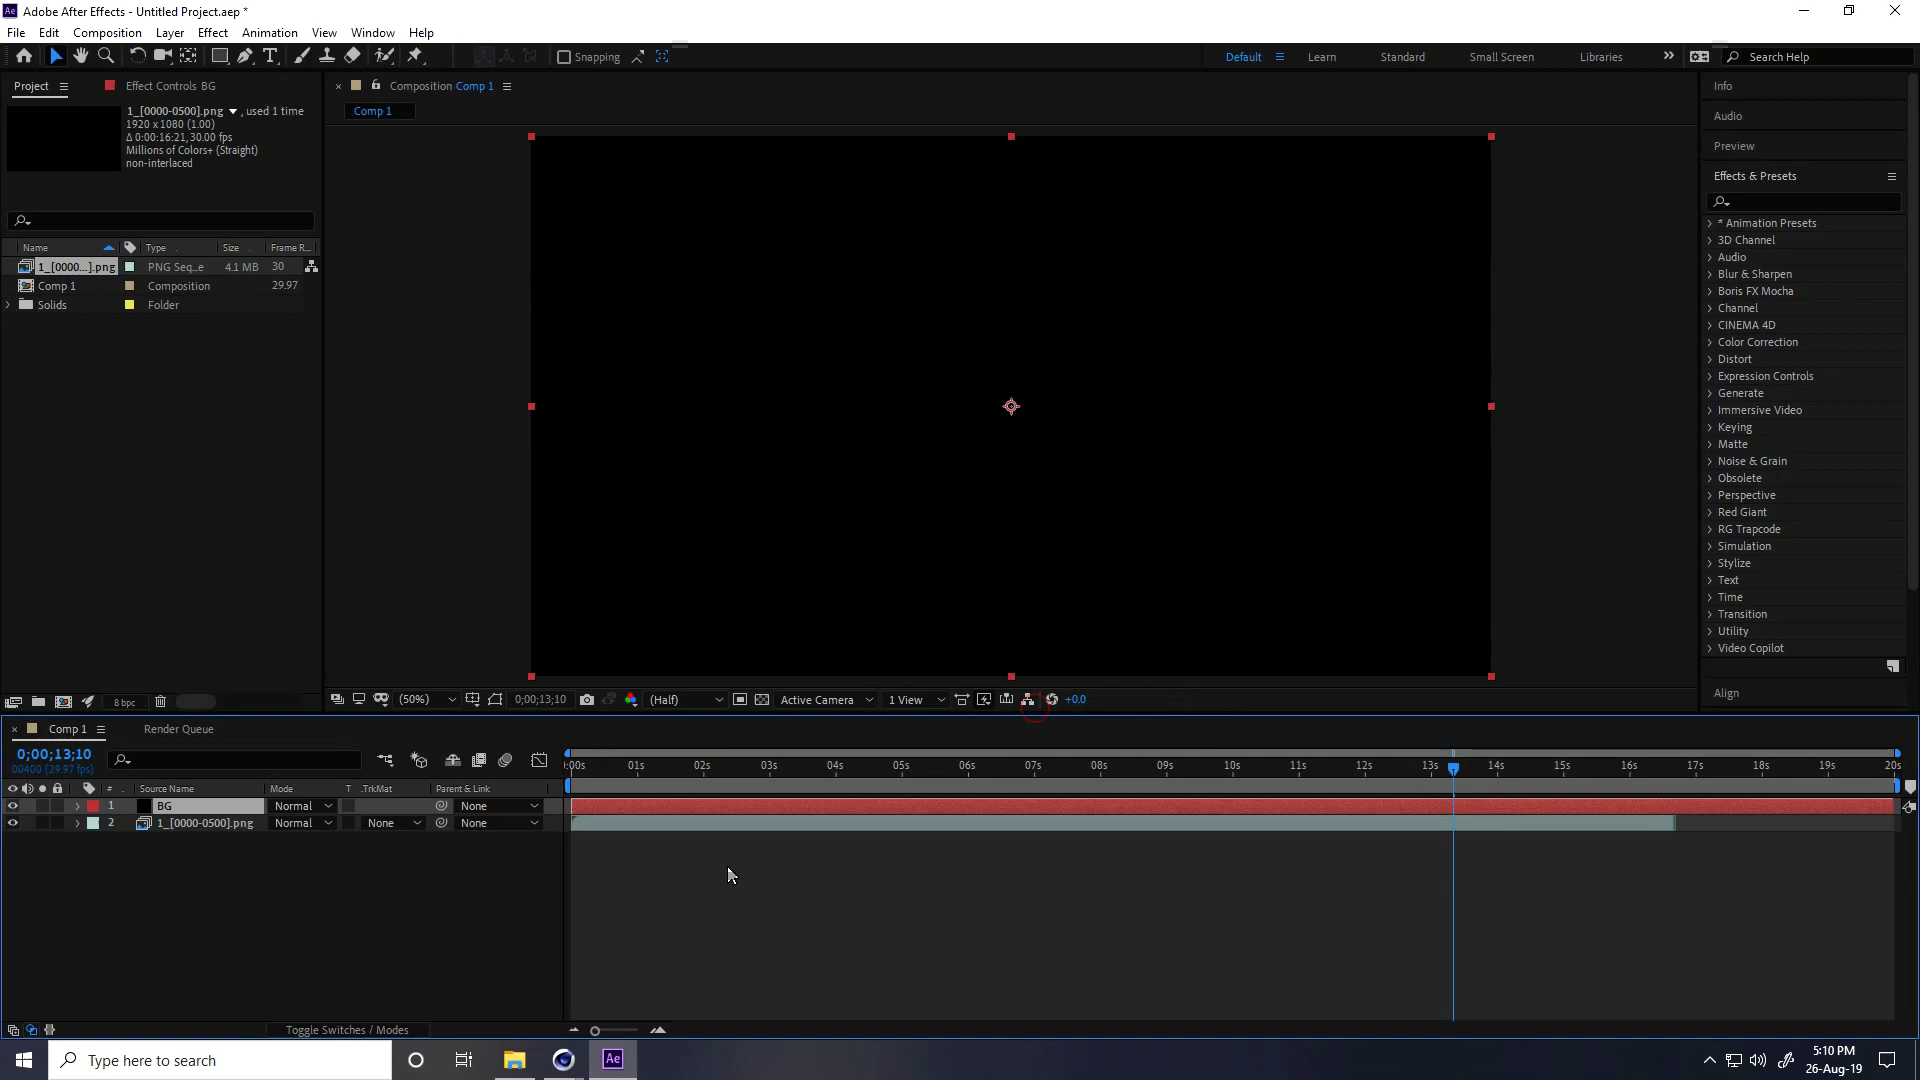 Adobe After Effects - Untitled Project.aep *
File Edit Composition Layer Effect Animation View Window Help
Snapping
Default Learn Standard Small Screen Libraries Search Help
Project Effect Controls BG
1_[0000-0500].png , used 1 time
1920 x 1080 (1.00)
Δ 0:00:16:21, 30.00 fps
Millions of Colors+ (Straight)
non-interlaced
Name Type Size Frame R...
1_[0000...].png PNG Seq...e 4.1 MB 30
Comp 1 Composition 29.97
Solids Folder
8 bpc
Composition Comp 1
Comp 1
(50%) 0;00;13;10 (Half) Active Camera 1 View +0.0
Info
Audio
Preview
Effects & Presets
* Animation Presets
3D Channel
Audio
Blur & Sharpen
Boris FX Mocha
Channel
CINEMA 4D
Color Correction
Distort
Expression Controls
Generate
Immersive Video
Keying
Matte
Noise & Grain
Obsolete
Perspective
Red Giant
RG Trapcode
Simulation
Stylize
Text
Time
Transition
Utility
Video Copilot
Align
Comp 1 Render Queue
0;00;13;10
00400 (29.97 fps)
:00s 01s 02s 03s 04s 05s 06s 07s 08s 09s 10s 11s 12s 13s 14s 15s 16s 17s 18s 19s 20s
# Source Name Mode T .TrkMat Parent & Link
1 BG Normal None
2 1_[0000-0500].png Normal None None
Toggle Switches / Modes
Type here to search
Ae
5:10 PM
26-Aug-19